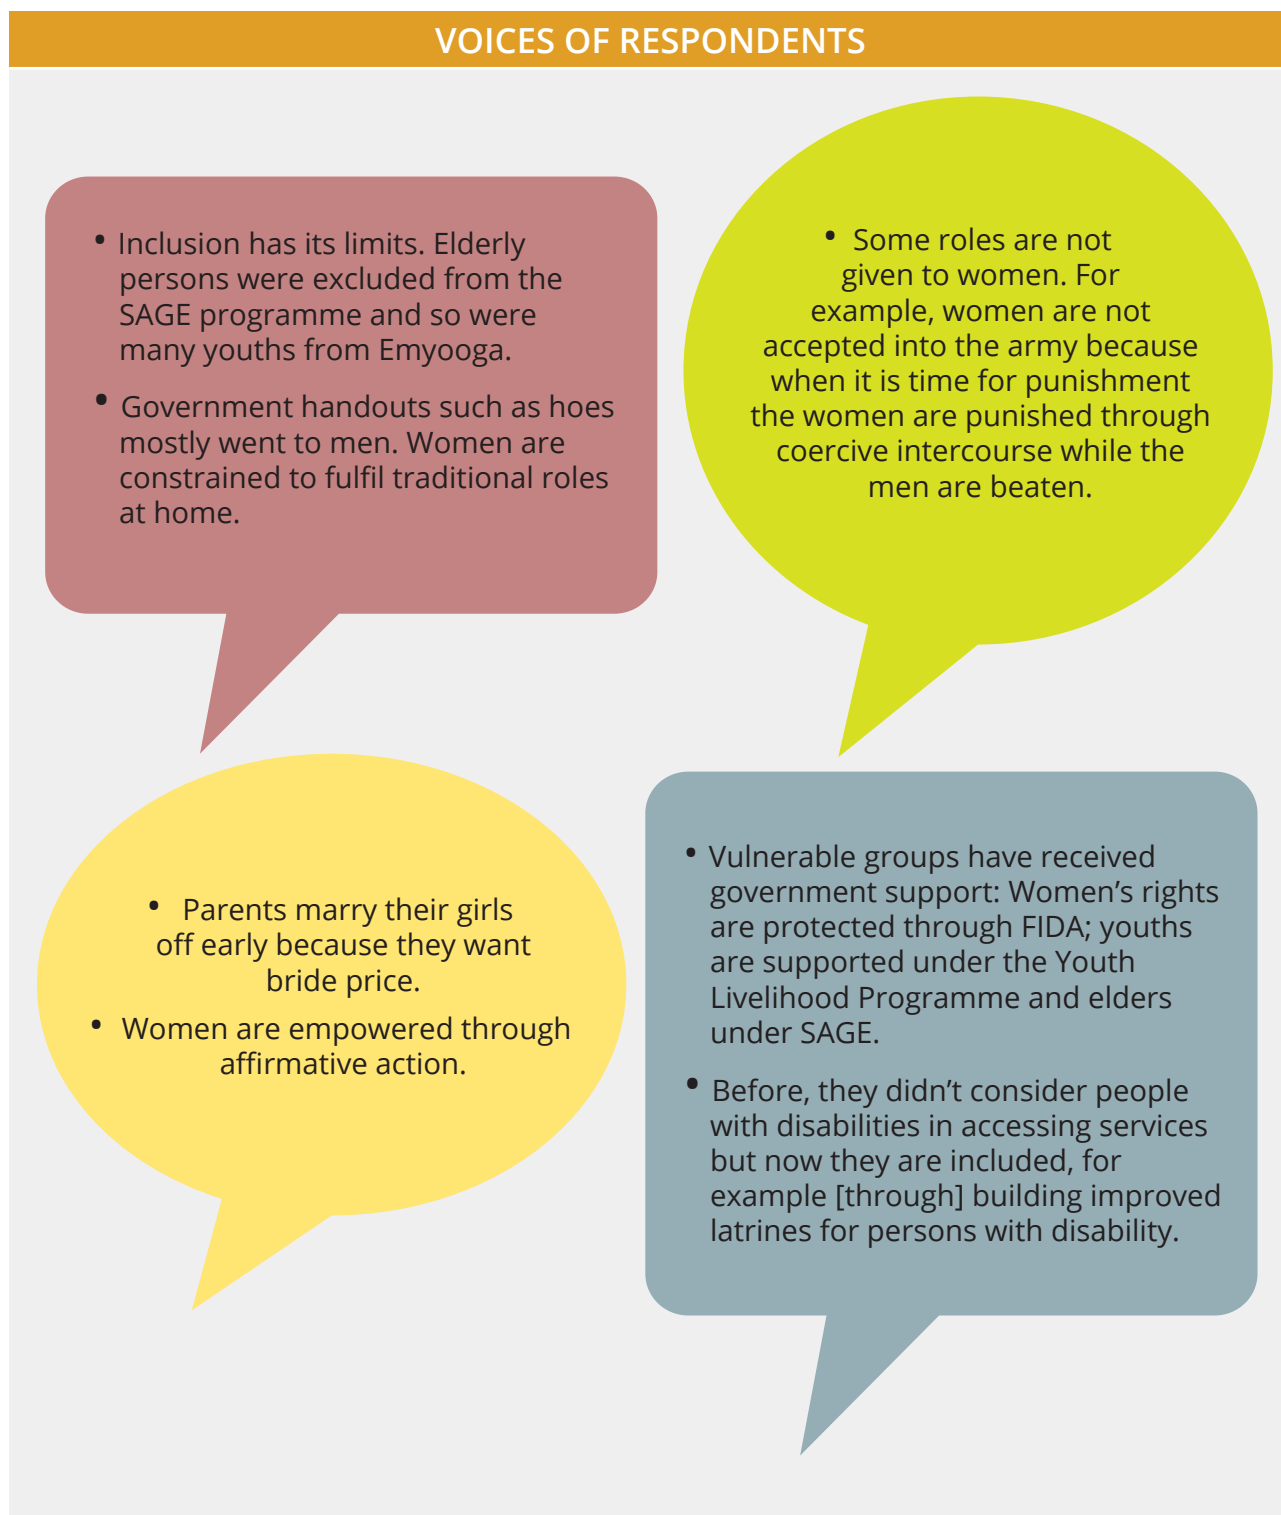 VOICES OF RESPONDENTS
• Inclusion has its limits. Elderly
persons were excluded from the
SAGE programme and so were
many youths from Emyooga.
• Government handouts such as hoes
mostly went to men. Women are
constrained to fulfil traditional roles
at home.
• Some roles are not
given to women. For
example, women are not
accepted into the army because
when it is time for punishment
the women are punished through
coercive intercourse while the
men are beaten.
• Parents marry their girls
off early because they want
bride price.
• Women are empowered through
affirmative action.
• Vulnerable groups have received
government support: Women’s rights
are protected through FIDA; youths
are supported under the Youth
Livelihood Programme and elders
under SAGE.
• Before, they didn’t consider people
with disabilities in accessing services
but now they are included, for
example [through] building improved
latrines for persons with disability.